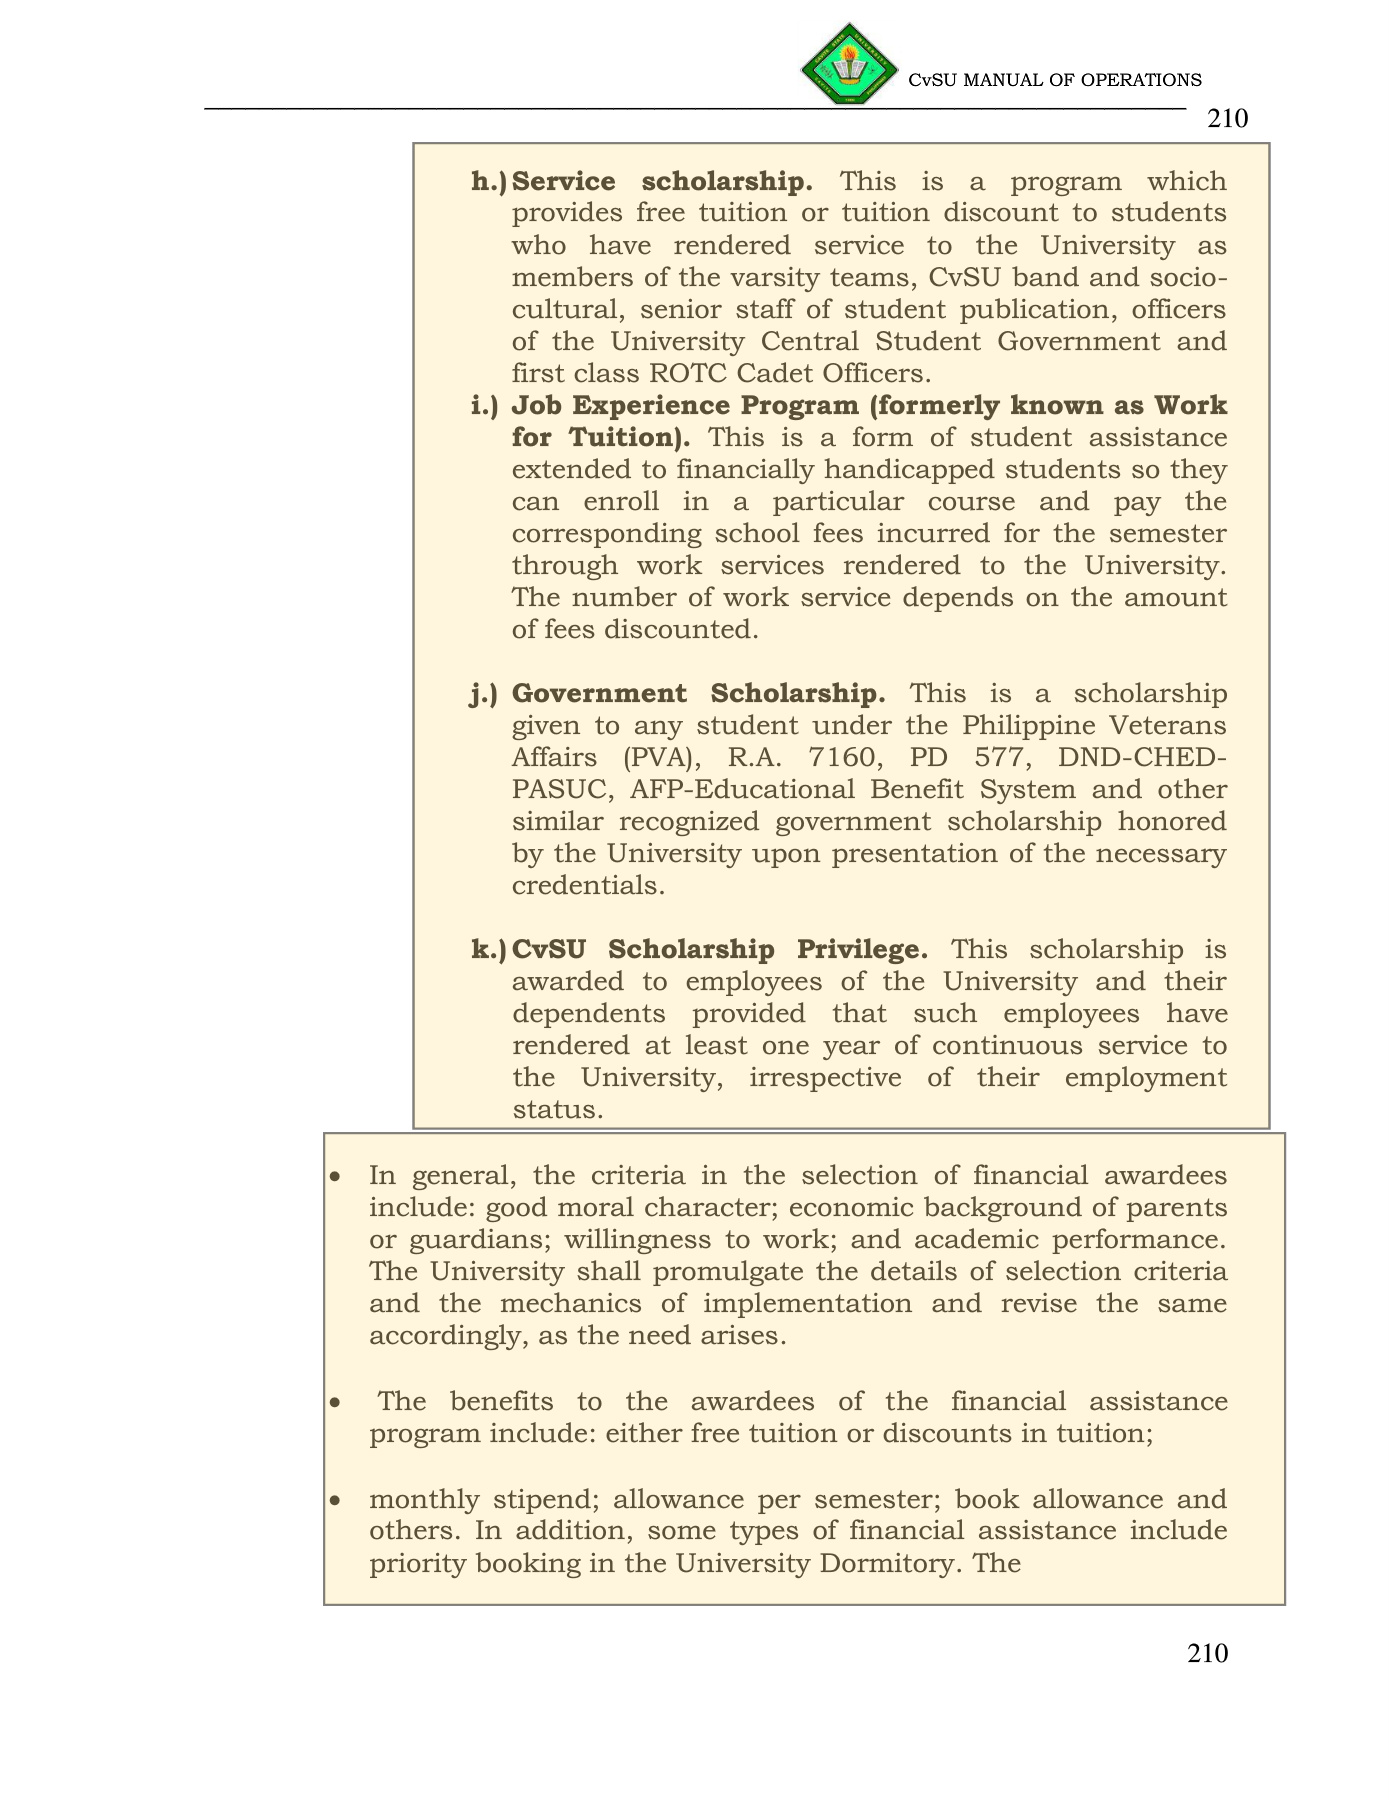 CvSU MANUAL OF OPERATIONS
210
h.) Service scholarship. This is a program which
provides free tuition or tuition discount to students
who have rendered service to the University as
members of the varsity teams, CvSU band and socio-
cultural, senior staff of student publication, officers
of the University Central Student Government and
first class ROTC Cadet Officers.
i.) Job Experience Program (formerly known as Work
for Tuition). This is a form of student assistance
extended to financially handicapped students so they
can enroll in a particular course and pay the
corresponding school fees incurred for the semester
through work services rendered to the University.
The number of work service depends on the amount
of fees discounted.
j.) Government Scholarship. This is a scholarship
given to any student under the Philippine Veterans
Affairs (PVA), R.A. 7160, PD 577, DND-CHED-
PASUC, AFP-Educational Benefit System and other
similar recognized government scholarship honored
by the University upon presentation of the necessary
credentials.
k.) CvSU Scholarship Privilege. This scholarship is
awarded to employees of the University and their
dependents provided that such employees have
rendered at least one year of continuous service to
the University, irrespective of their employment
status.
• In general, the criteria in the selection of financial awardees
include: good moral character; economic background of parents
or guardians; willingness to work; and academic performance.
The University shall promulgate the details of selection criteria
and the mechanics of implementation and revise the same
accordingly, as the need arises.
• The benefits to the awardees of the financial assistance
program include: either free tuition or discounts in tuition;
• monthly stipend; allowance per semester; book allowance and
others. In addition, some types of financial assistance include
priority booking in the University Dormitory. The
210